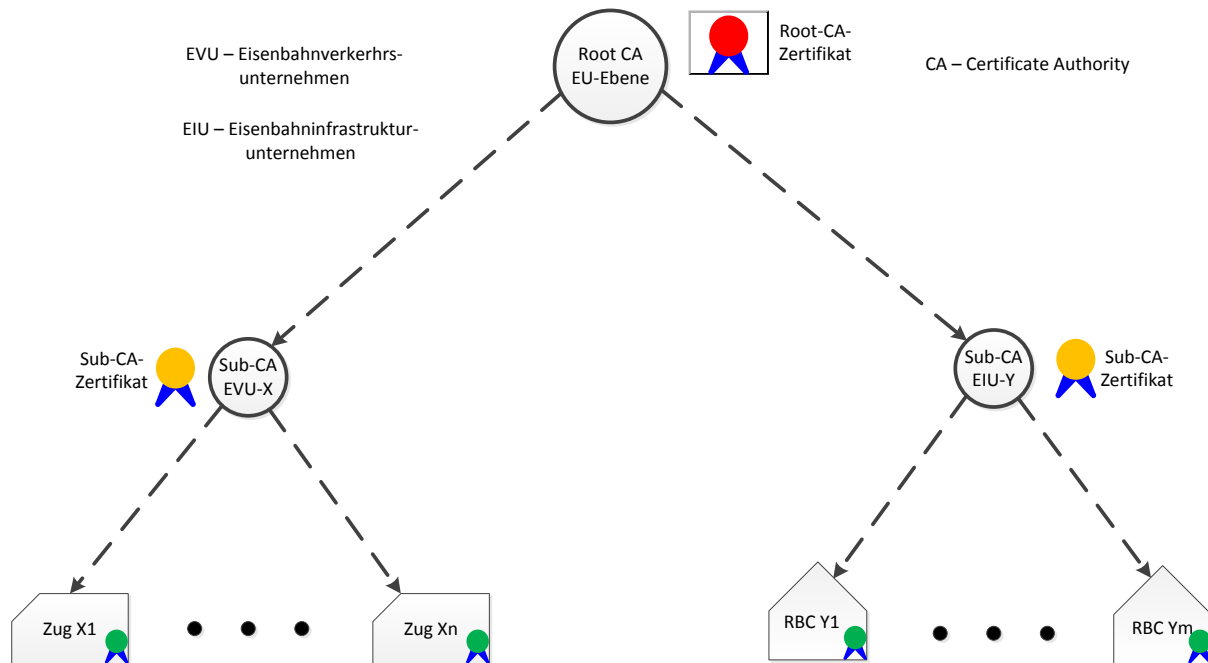 EVU – Eisenbahnverkerhrs-
unternehmen
EIU – Eisenbahninfrastruktur-
unternehmen
Root CA
EU-Ebene
Root-CA-
Zertifikat
CA – Certificate Authority
Sub-CA-
Zertifikat
Sub-CA
EVU-X
Sub-CA
EIU-Y
Sub-CA-
Zertifikat
Zug X1
Zug Xn
RBC Y1
RBC Ym